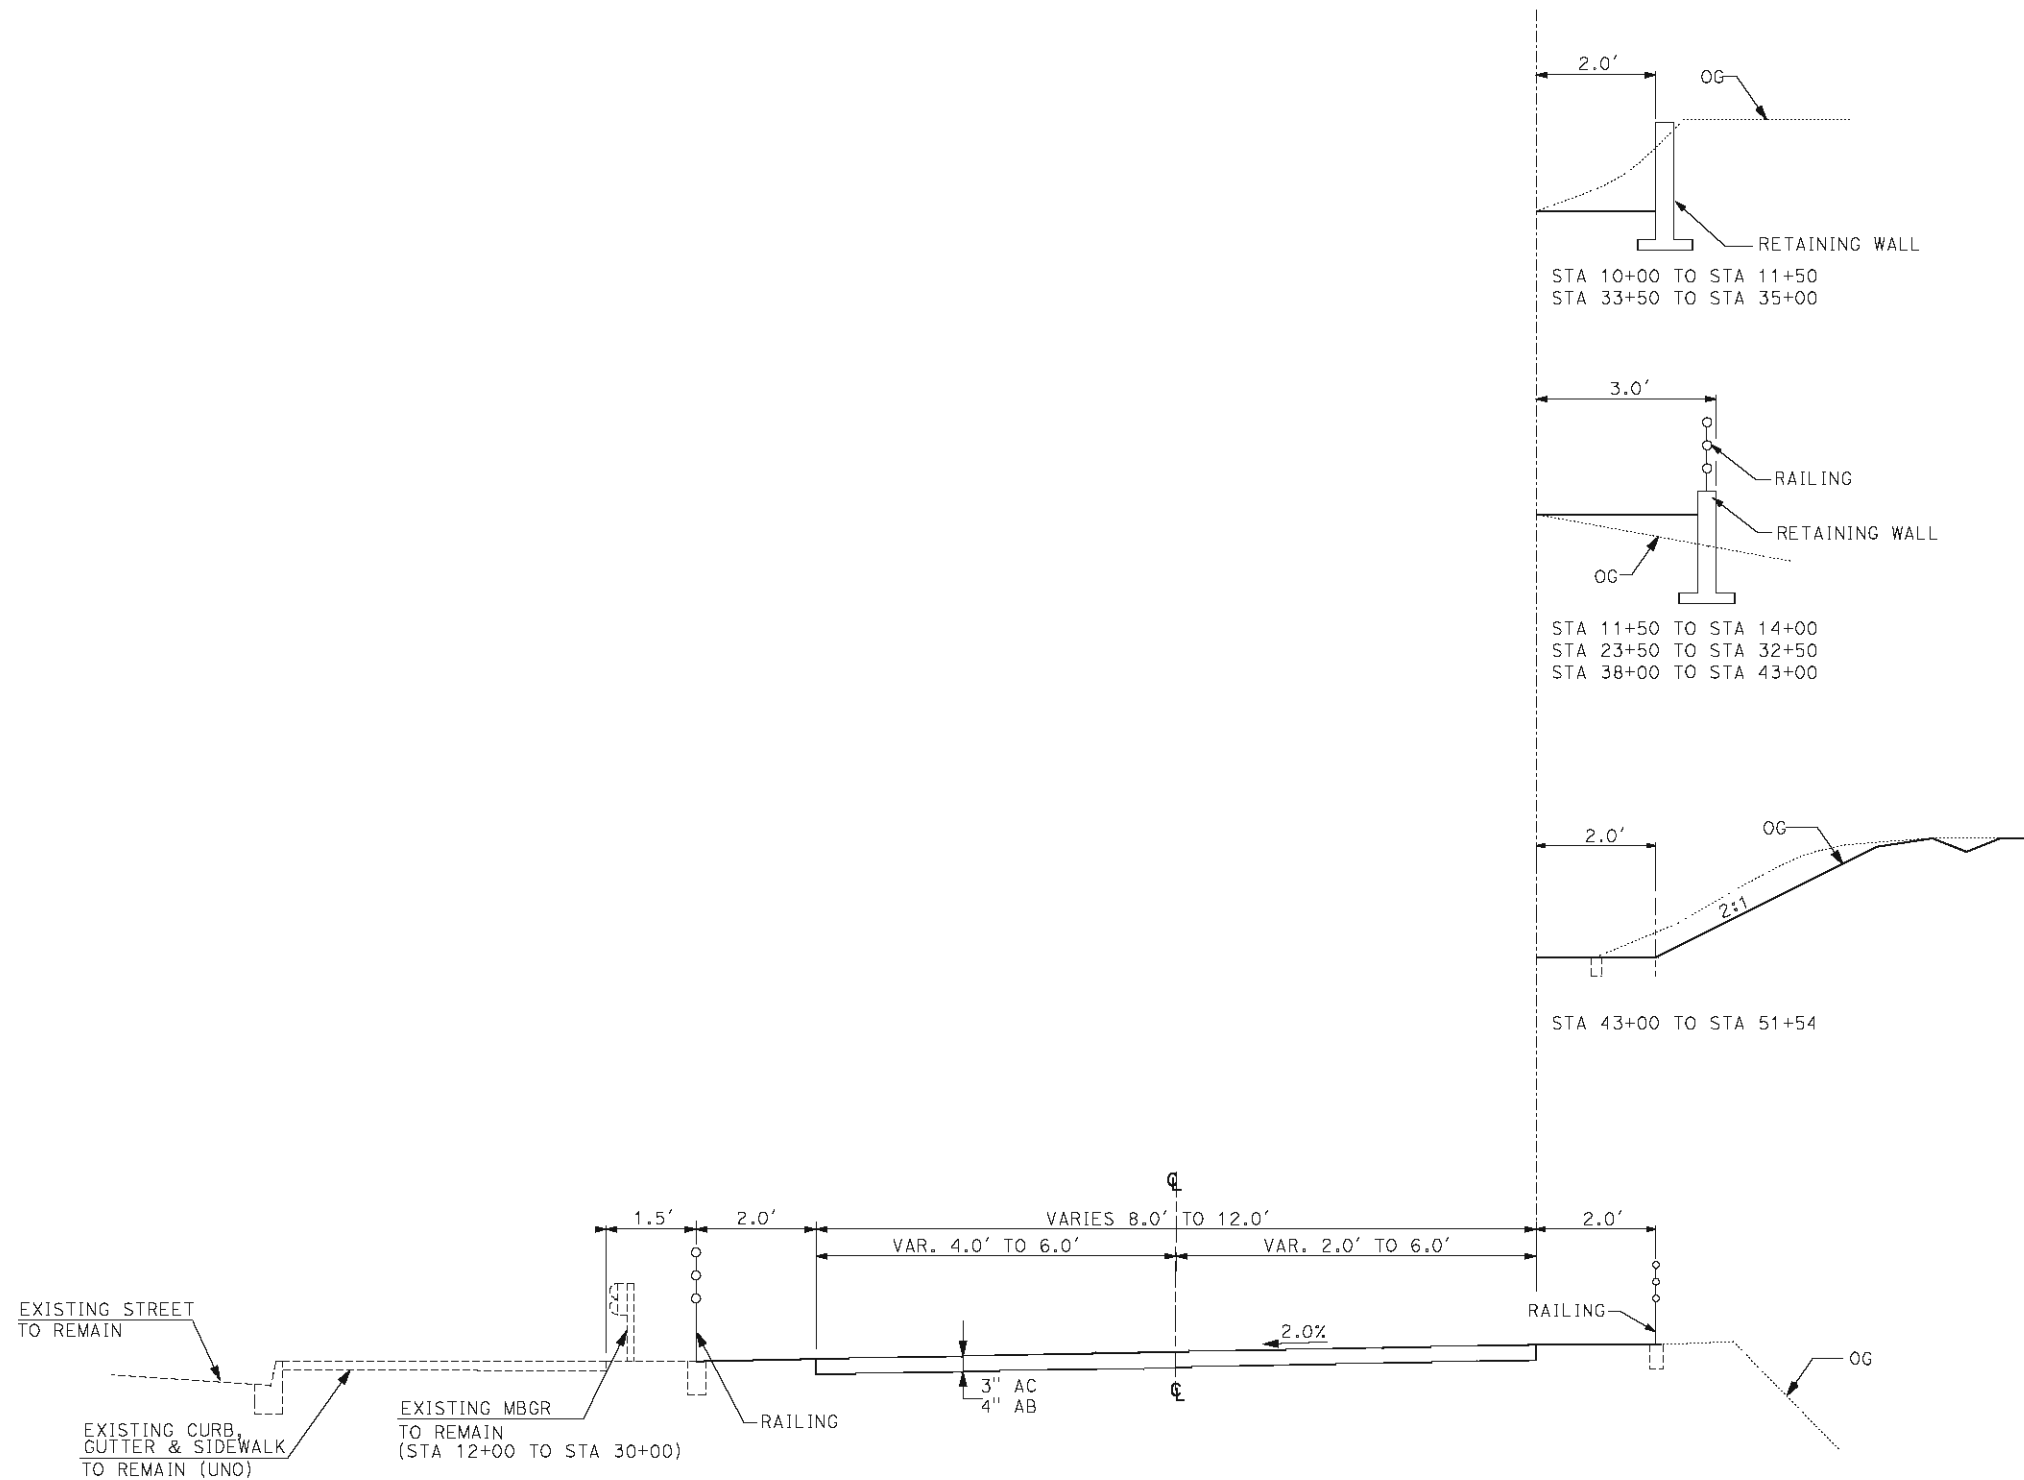 2.0'
OG
RETAINING WALL
STA 10+00 TO STA 11+50
STA 33+50 TO STA 35+00
3.0'
RAILING
RETAINING WALL
OG
STA 11+50 TO STA 14+00
STA 23+50 TO STA 32+50
STA 38+00 TO STA 43+00
2.0'
OG
2:1
STA 43+00 TO STA 51+54
℄
1.5'
2.0'
VARIES 8.0' TO 12.0'
2.0'
VAR. 4.0' TO 6.0'
VAR. 2.0' TO 6.0'
EXISTING STREET
TO REMAIN
RAILING
2.0%
OG
3" AC
4" AB
℄
EXISTING MBGR
TO REMAIN
(STA 12+00 TO STA 30+00)
RAILING
EXISTING CURB,
GUTTER & SIDEWALK
TO REMAIN (UNO)